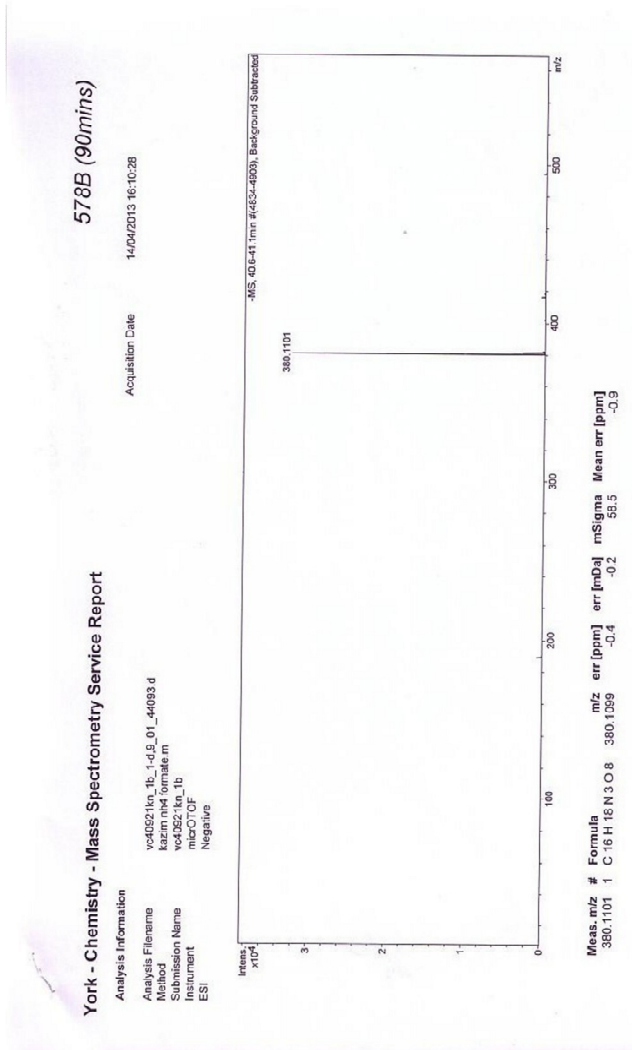 York - Chemistry - Mass Spectrometry Service Report
578B (90mins)
Analysis Information
Acquisition Date 14/04/2013 16:10:28
Analysis Filename vc40921kn_1b_1-d,9_01_44093.d
Method kazim nh4 formate.m
Submission Name vc40921kn_1b
Instrument micrOTOF
ESI Negative
Intens.
x10⁴
-MS, 40.6-41.1min #(4834-4903), Background Subtracted
380.1101
3
2
1
0
100 200 300 400 500 m/z
Meas. m/z # Formula m/z err [ppm] err [mDa] mSigma Mean err [ppm]
380.1101 1 C 16 H 18 N 3 O 8 380.1099 -0.4 -0.2 58.5 -0.9